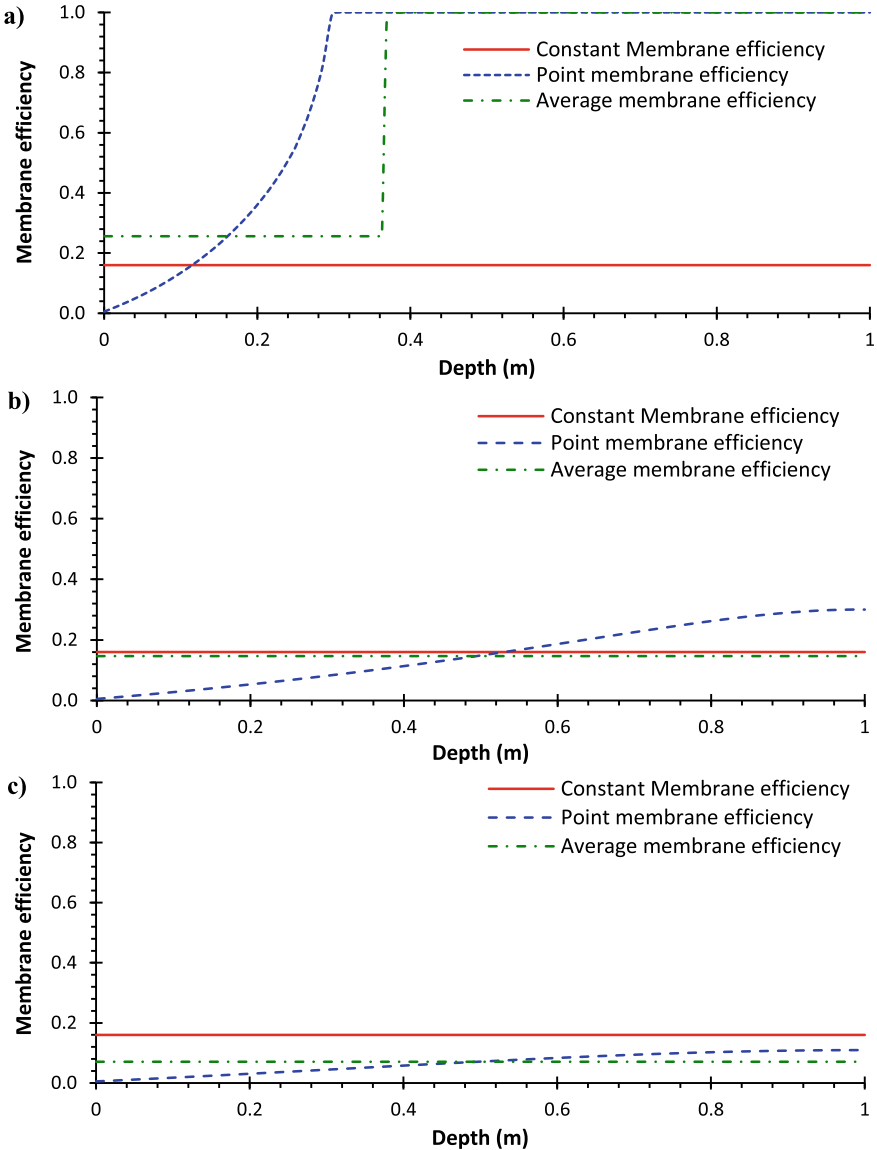 a)
1.0
0.8
0.6
0.4
0.2
0.0
Membrane efficiency
Constant Membrane efficiency
Point membrane efficiency
Average membrane efficiency
0 0.2 0.4 0.6 0.8 1
Depth (m)
b)
1.0
0.8
0.6
0.4
0.2
0.0
Membrane efficiency
Constant Membrane efficiency
Point membrane efficiency
Average membrane efficiency
0 0.2 0.4 0.6 0.8 1
Depth (m)
c)
1.0
0.8
0.6
0.4
0.2
0.0
Membrane efficiency
Constant Membrane efficiency
Point membrane efficiency
Average membrane efficiency
0 0.2 0.4 0.6 0.8 1
Depth (m)